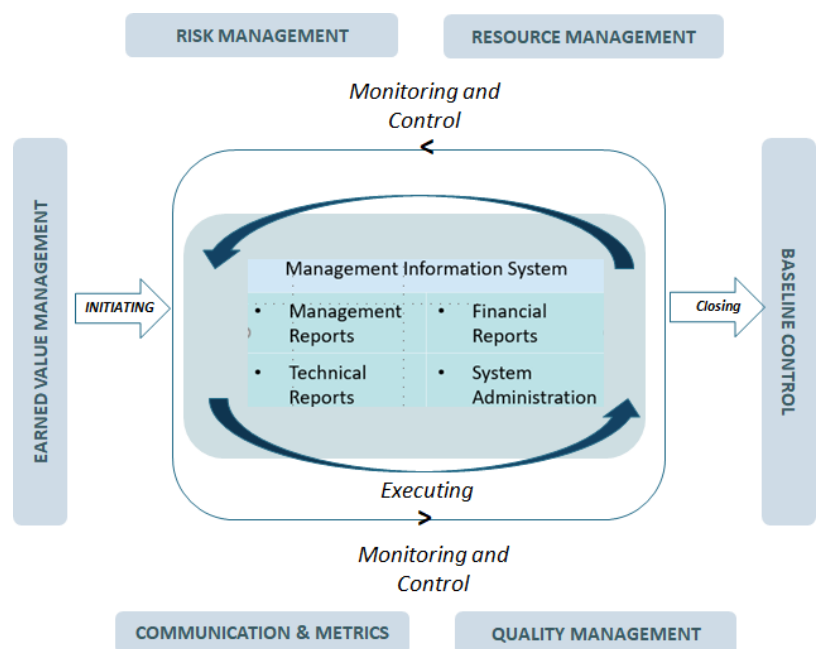 RISK MANAGEMENT
RESOURCE MANAGEMENT
Monitoring and
Control
<
EARNED VALUE MANAGEMENT
INITIATING
Management Information System
• Management
Reports
• Financial
Reports
• Technical
Reports
• System
Administration
Closing
BASELINE CONTROL
Executing
>
Monitoring and
Control
COMMUNICATION & METRICS
QUALITY MANAGEMENT